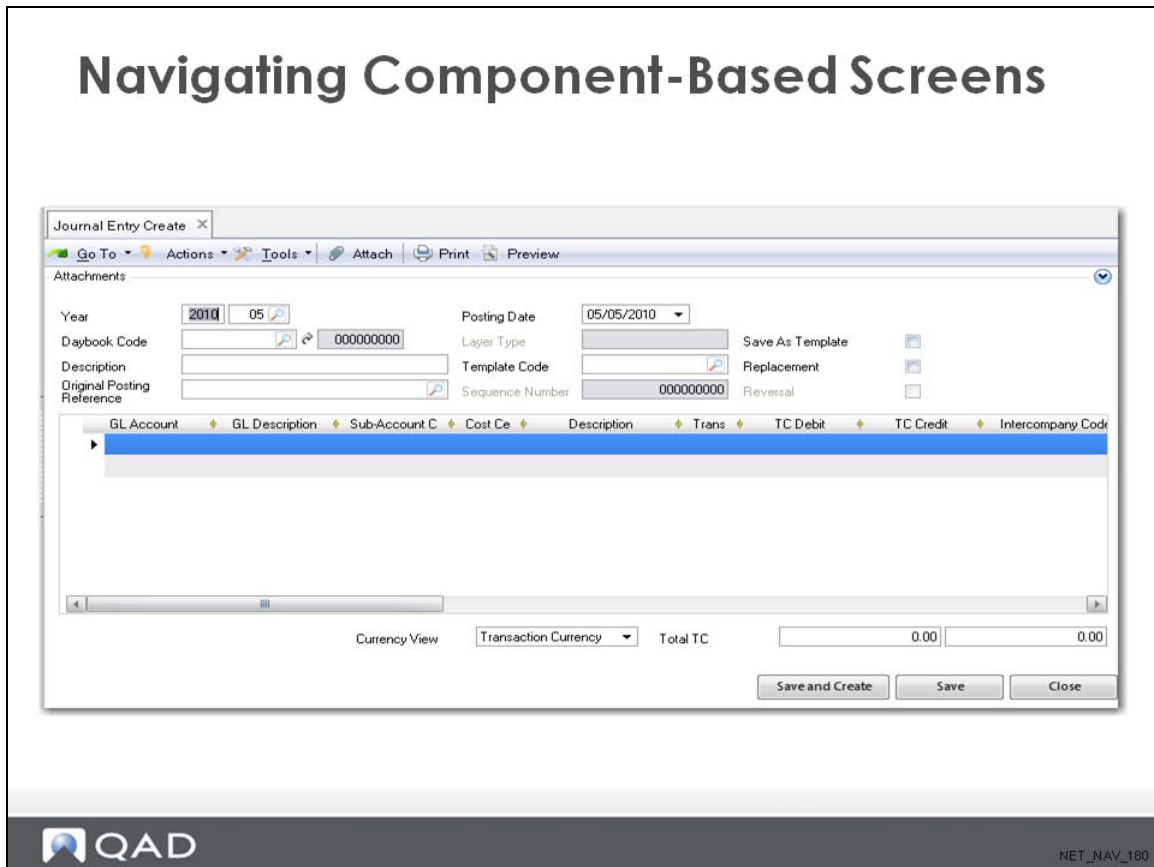 Navigating Component-Based Screens
Journal Entry Create
Go To Actions Tools Attach Print Preview
Attachments
Year 2010 05 Posting Date 05/05/2010
Daybook Code 000000000 Layer Type Save As Template
Description Template Code Replacement
Original Posting Reference Sequence Number 000000000 Reversal
GL Account GL Description Sub-Account C Cost Ce Description Trans TC Debit TC Credit Intercompany Code
Currency View Transaction Currency Total TC 0.00 0.00
Save and Create Save Close
QAD
NET_NAV_180